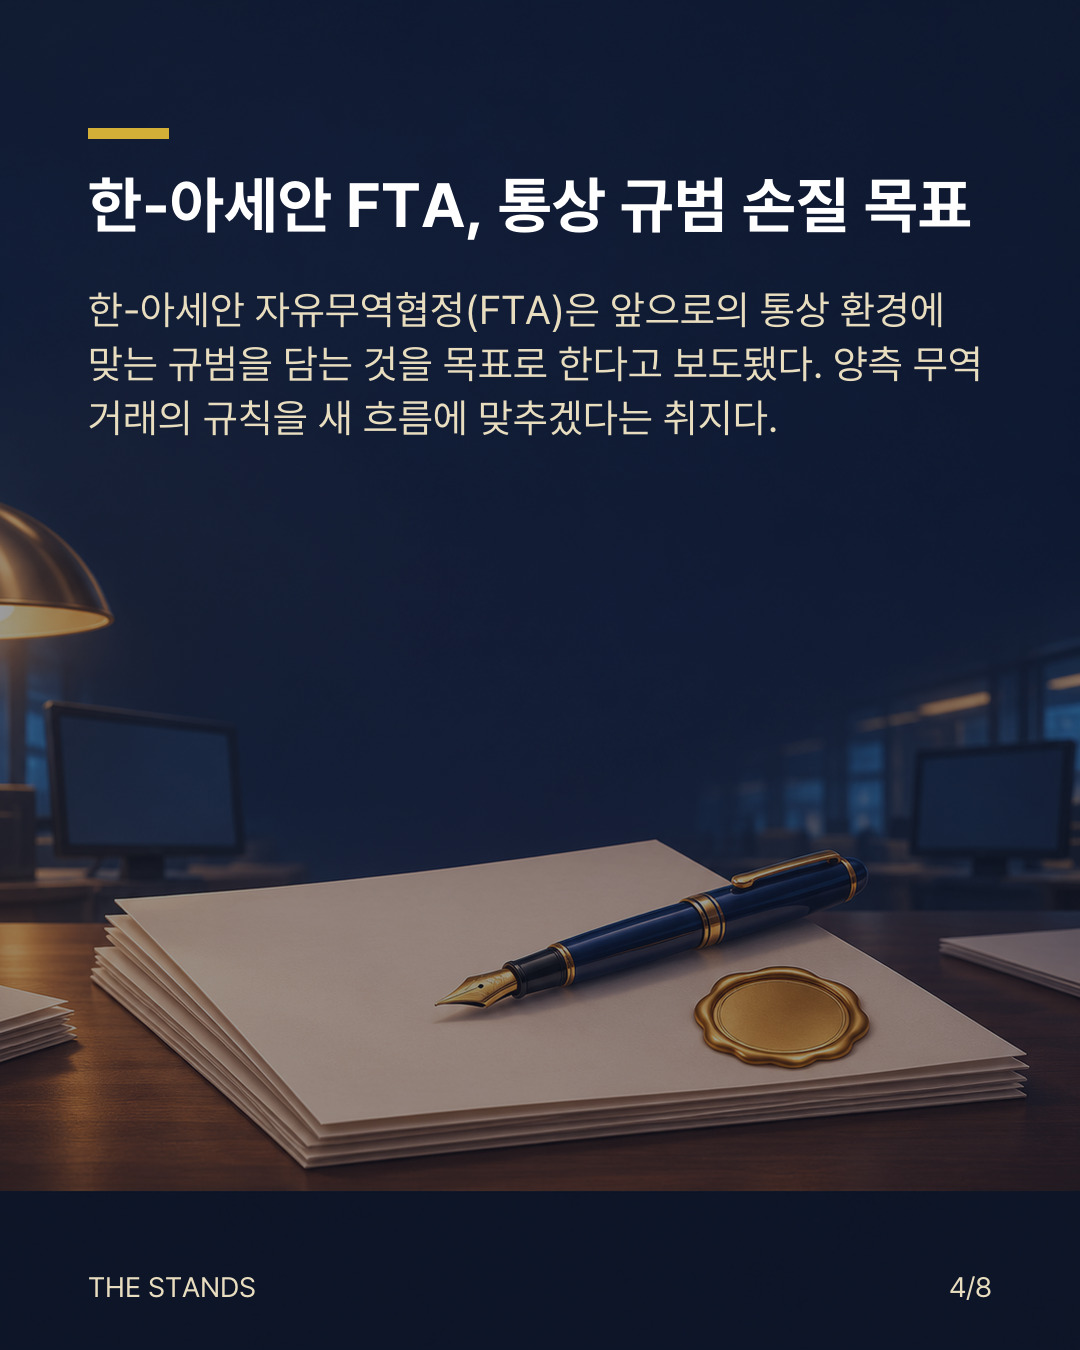 한-아세안 FTA, 통상 규범 손질 목표
한-아세안 자유무역협정(FTA)은 앞으로의 통상 환경에
맞는 규범을 담는 것을 목표로 한다고 보도됐다. 양측 무역
거래의 규칙을 새 흐름에 맞추겠다는 취지다.
THE STANDS
4/8